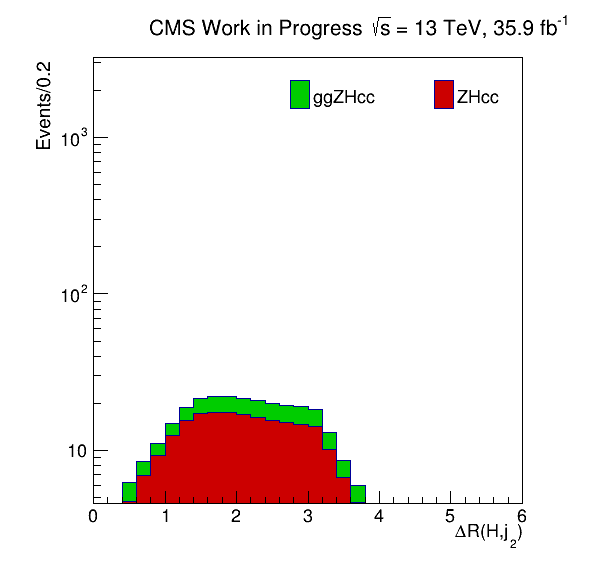 CMS Work in Progress √s = 13 TeV, 35.9 fb⁻¹
Events/0.2
ggZHcc
ZHcc
10³
10²
10
0 1 2 3 4 5 6
ΔR(H,j₂)